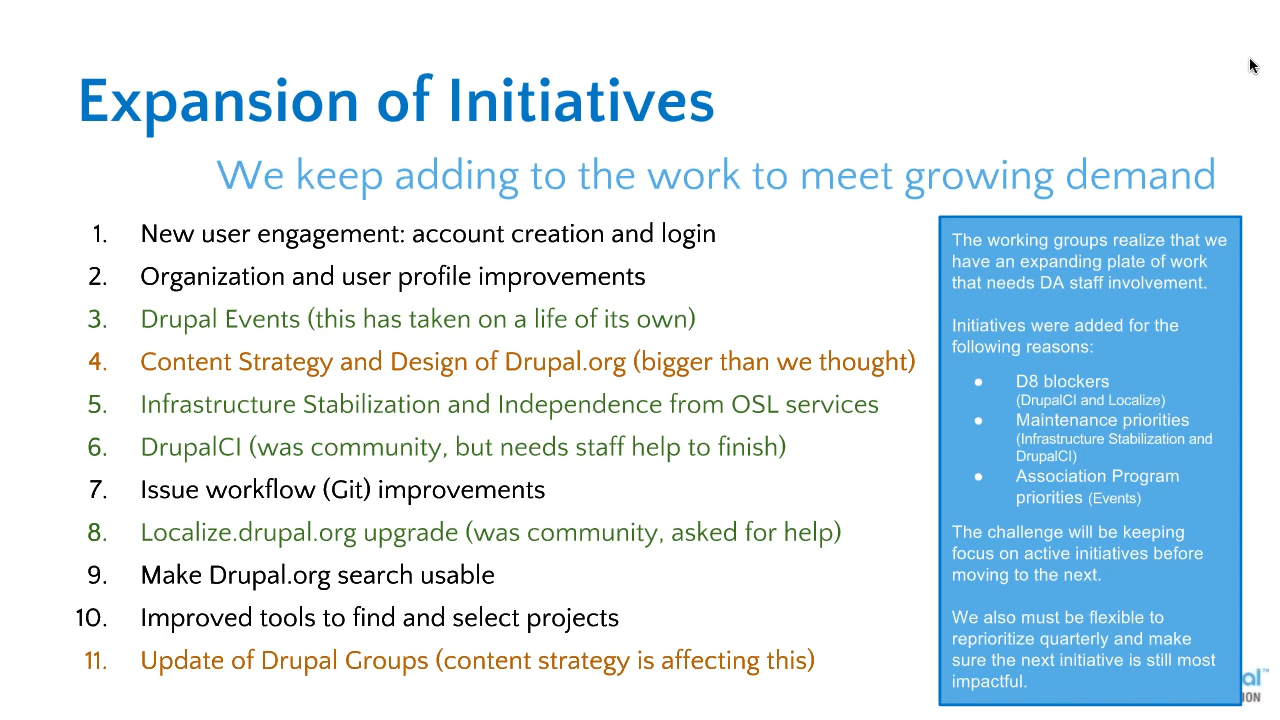 Expansion of Initiatives
We keep adding to the work to meet growing demand
1. New user engagement: account creation and login
2. Organization and user profile improvements
3. Drupal Events (this has taken on a life of its own)
4. Content Strategy and Design of Drupal.org (bigger than we thought)
5. Infrastructure Stabilization and Independence from OSL services
6. DrupalCI (was community, but needs staff help to finish)
7. Issue workflow (Git) improvements
8. Localize.drupal.org upgrade (was community, asked for help)
9. Make Drupal.org search usable
10. Improved tools to find and select projects
11. Update of Drupal Groups (content strategy is affecting this)
The working groups realize that we
have an expanding plate of work
that needs DA staff involvement.
Initiatives were added for the
following reasons:
● D8 blockers
(DrupalCI and Localize)
● Maintenance priorities
(Infrastructure Stabilization and
DrupalCI)
● Association Program
priorities (Events)
The challenge will be keeping
focus on active initiatives before
moving to the next.
We also must be flexible to
reprioritize quarterly and make
sure the next initiative is still most
impactful.
al™
ION